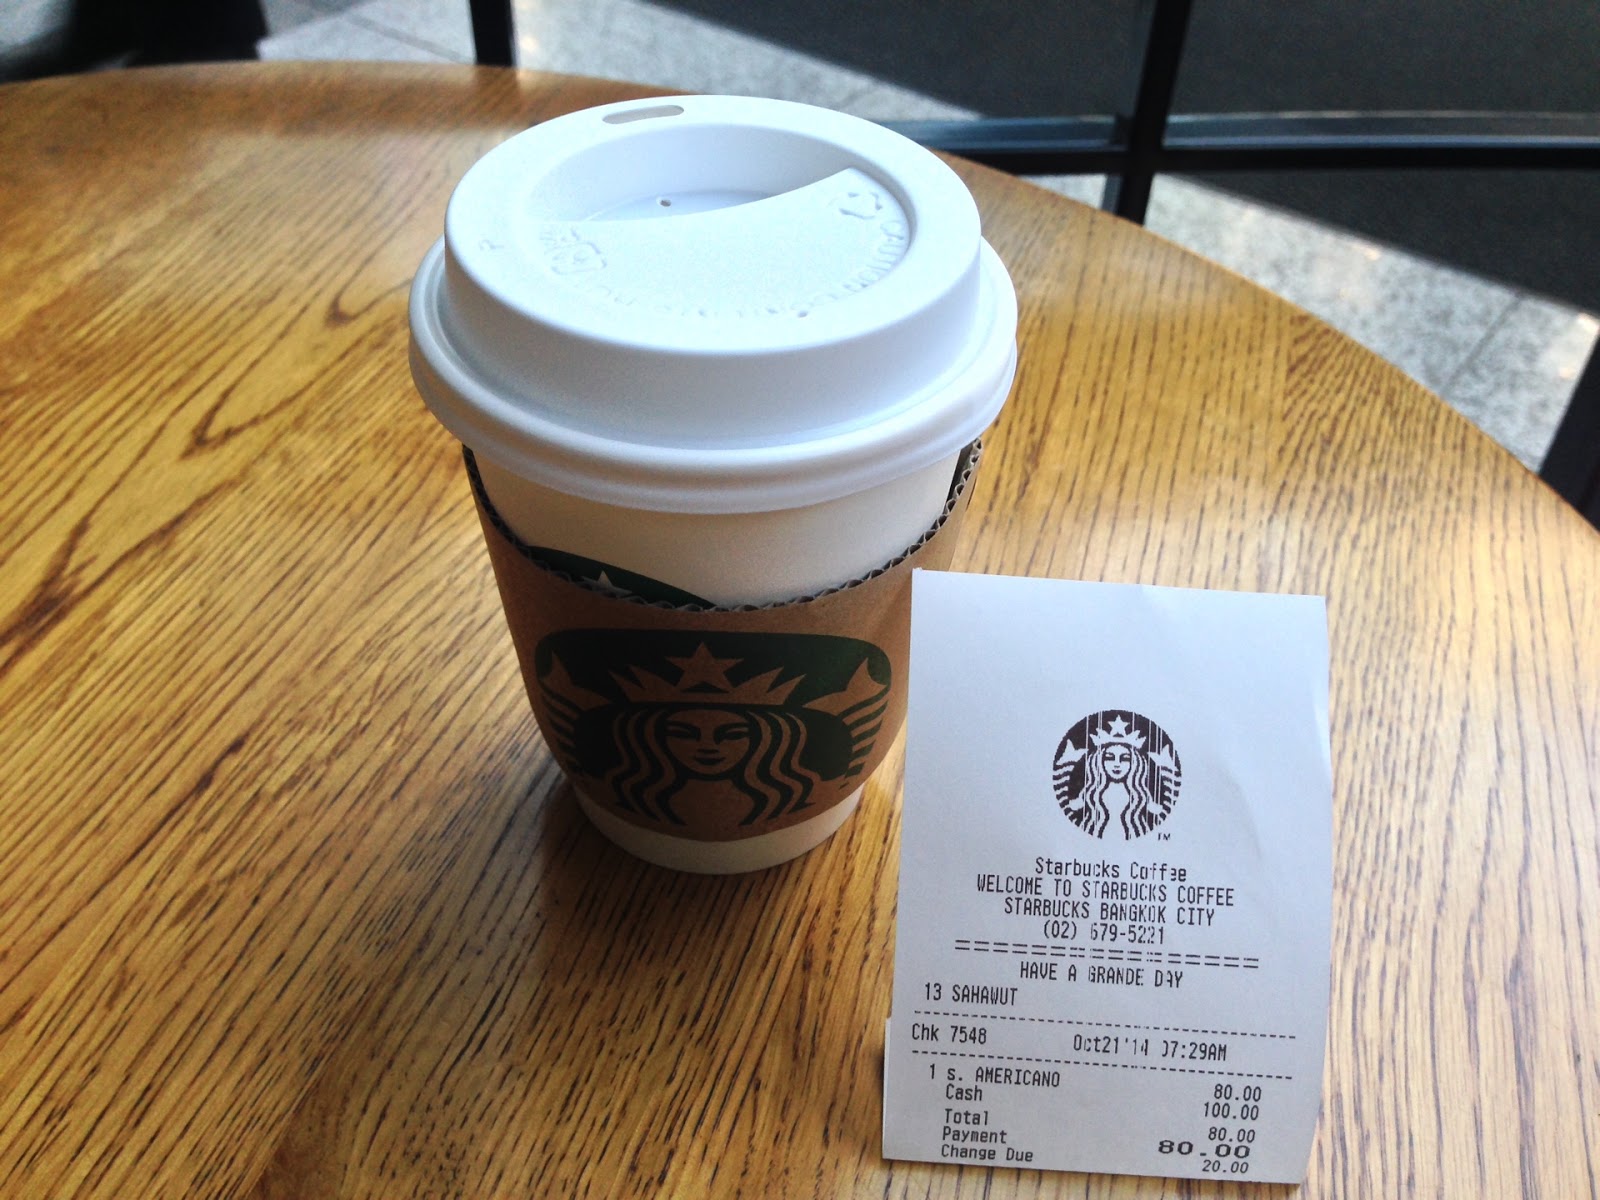 CAUTION
TM
Starbucks Coffee
WELCOME TO STARBUCKS COFFEE
STARBUCKS BANGKOK CITY
(02) 679-5221
HAVE A GRANDE DAY
13 SAHAWUT
Chk 7548 Oct21'14 07:29AM
1 s. AMERICANO 80.00
Cash 100.00
Total 80.00
Payment 80.00
Change Due 20.00